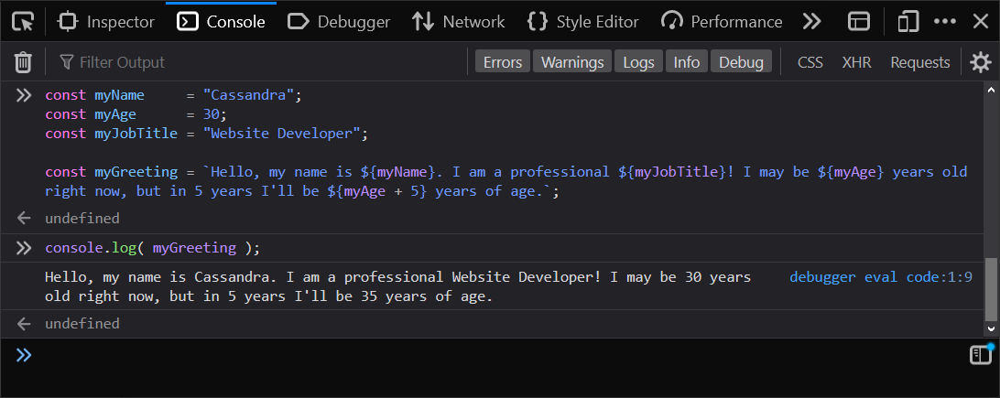 Inspector Console Debugger Network Style Editor Performance
Filter Output Errors Warnings Logs Info Debug CSS XHR Requests
const myName     = "Cassandra";
const myAge      = 30;
const myJobTitle = "Website Developer";
const myGreeting = `Hello, my name is ${myName}. I am a professional ${myJobTitle}! I may be ${myAge} years old
right now, but in 5 years I'll be ${myAge + 5} years of age.`;
undefined
console.log( myGreeting );
Hello, my name is Cassandra. I am a professional Website Developer! I may be 30 years debugger eval code:1:9
old right now, but in 5 years I'll be 35 years of age.
undefined